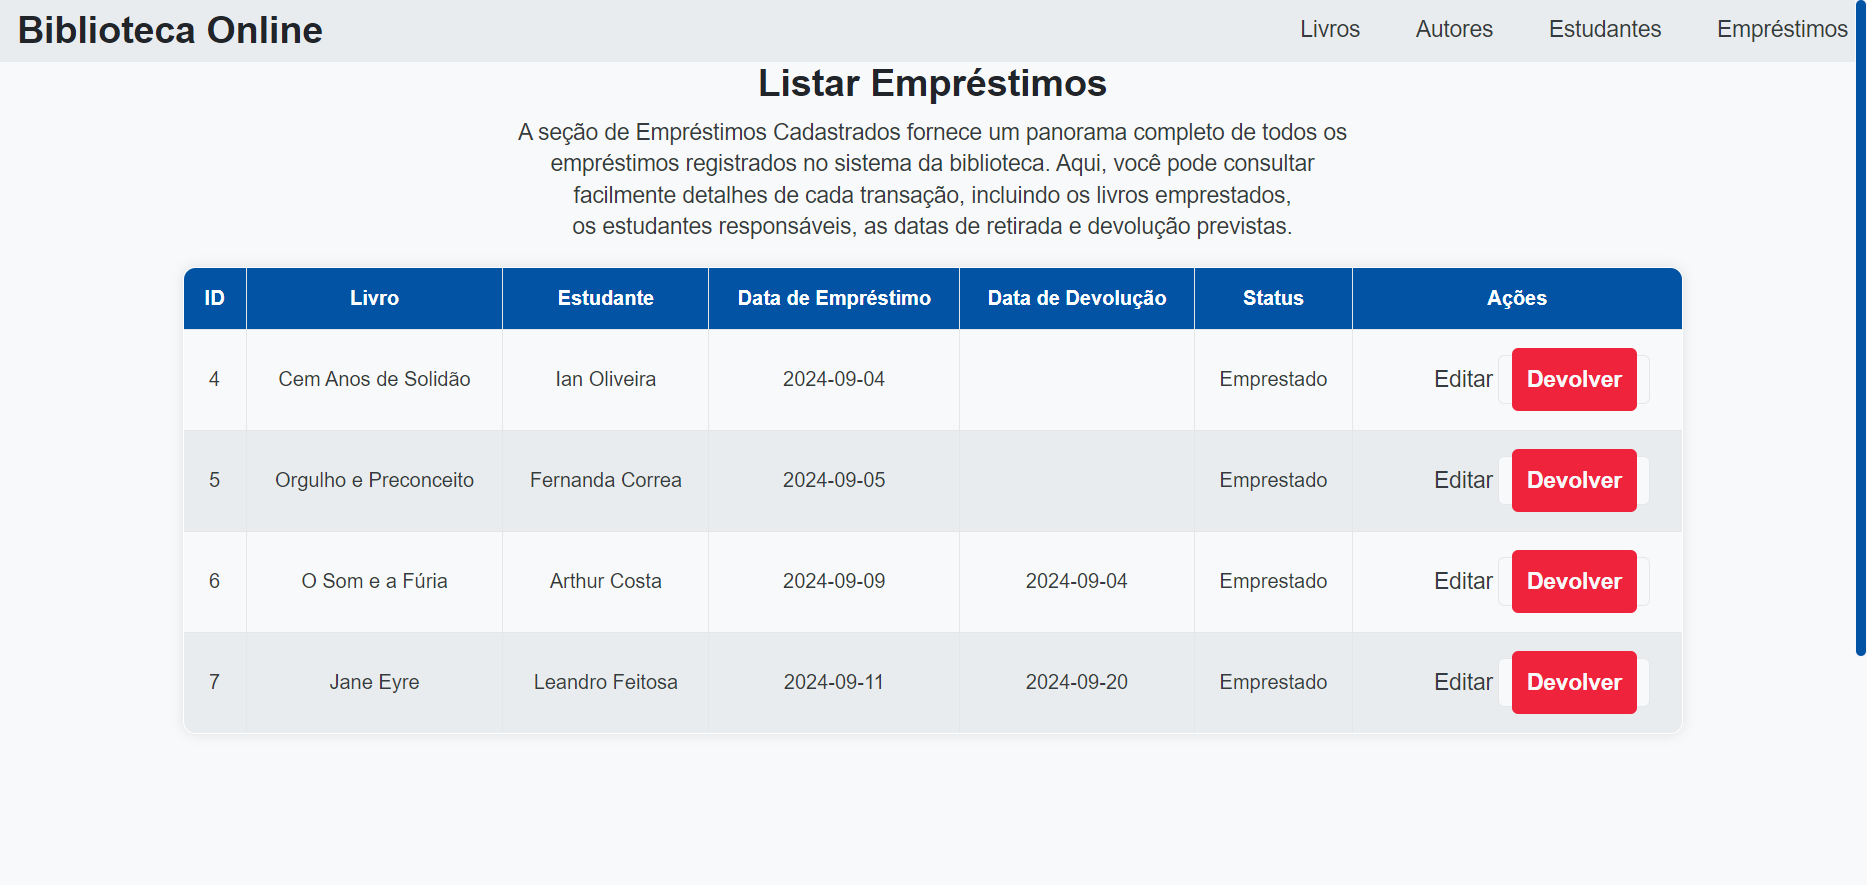 Biblioteca Online
Livros Autores Estudantes Empréstimos
Listar Empréstimos
A seção de Empréstimos Cadastrados fornece um panorama completo de todos os
empréstimos registrados no sistema da biblioteca. Aqui, você pode consultar
facilmente detalhes de cada transação, incluindo os livros emprestados,
os estudantes responsáveis, as datas de retirada e devolução previstas.
ID Livro Estudante Data de Empréstimo Data de Devolução Status Ações
4 Cem Anos de Solidão Ian Oliveira 2024-09-04 Emprestado Editar Devolver
5 Orgulho e Preconceito Fernanda Correa 2024-09-05 Emprestado Editar Devolver
6 O Som e a Fúria Arthur Costa 2024-09-09 2024-09-04 Emprestado Editar Devolver
7 Jane Eyre Leandro Feitosa 2024-09-11 2024-09-20 Emprestado Editar Devolver